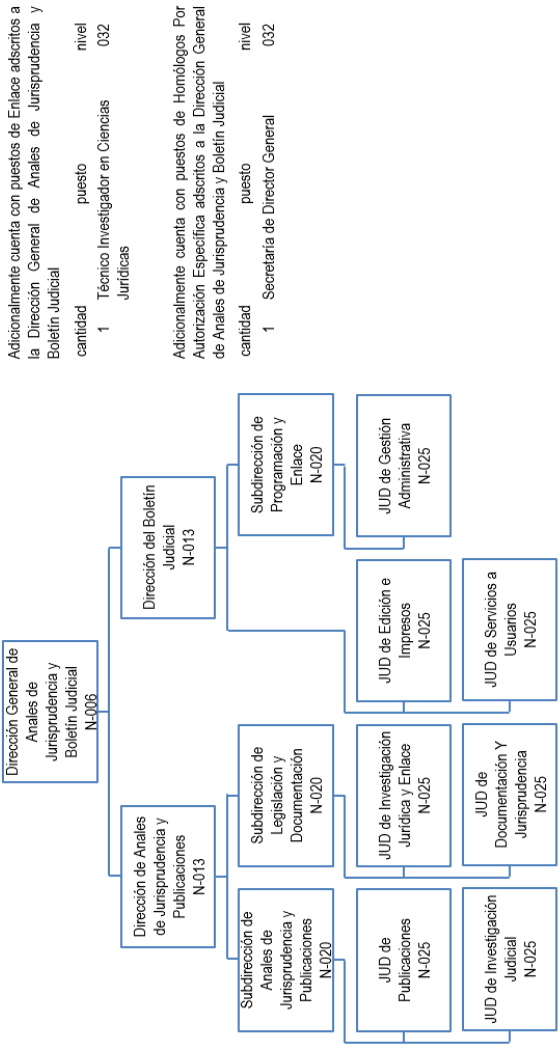 Dirección General de
Anales de
Jurisprudencia y
Boletín Judicial
N-006
Dirección de Anales
de Jurisprudencia y
Publicaciones
N-013
Dirección del Boletín
Judicial
N-013
Subdirección de
Anales de
Jurisprudencia y
Publicaciones
N-020
Subdirección de
Legislación y
Documentación
N-020
Subdirección de
Programación y
Enlace
N-020
JUD de
Publicaciones
N-025
JUD de Investigación
Jurídica y Enlace
N-025
JUD de Edición e
Impresos
N-025
JUD de Gestión
Administrativa
N-025
JUD de Investigación
Judicial
N-025
JUD de
Documentación Y
Jurisprudencia
N-025
JUD de Servicios a
Usuarios
N-025
Adicionalmente cuenta con puestos de Enlace adscritos a
la Dirección General de Anales de Jurisprudencia y
Boletín Judicial
cantidad puesto nivel
1 Técnico Investigador en Ciencias 032
Jurídicas
Adicionalmente cuenta con puestos de Homólogos Por
Autorización Específica adscritos a la Dirección General
de Anales de Jurisprudencia y Boletín Judicial
cantidad puesto nivel
1 Secretaría de Director General 032